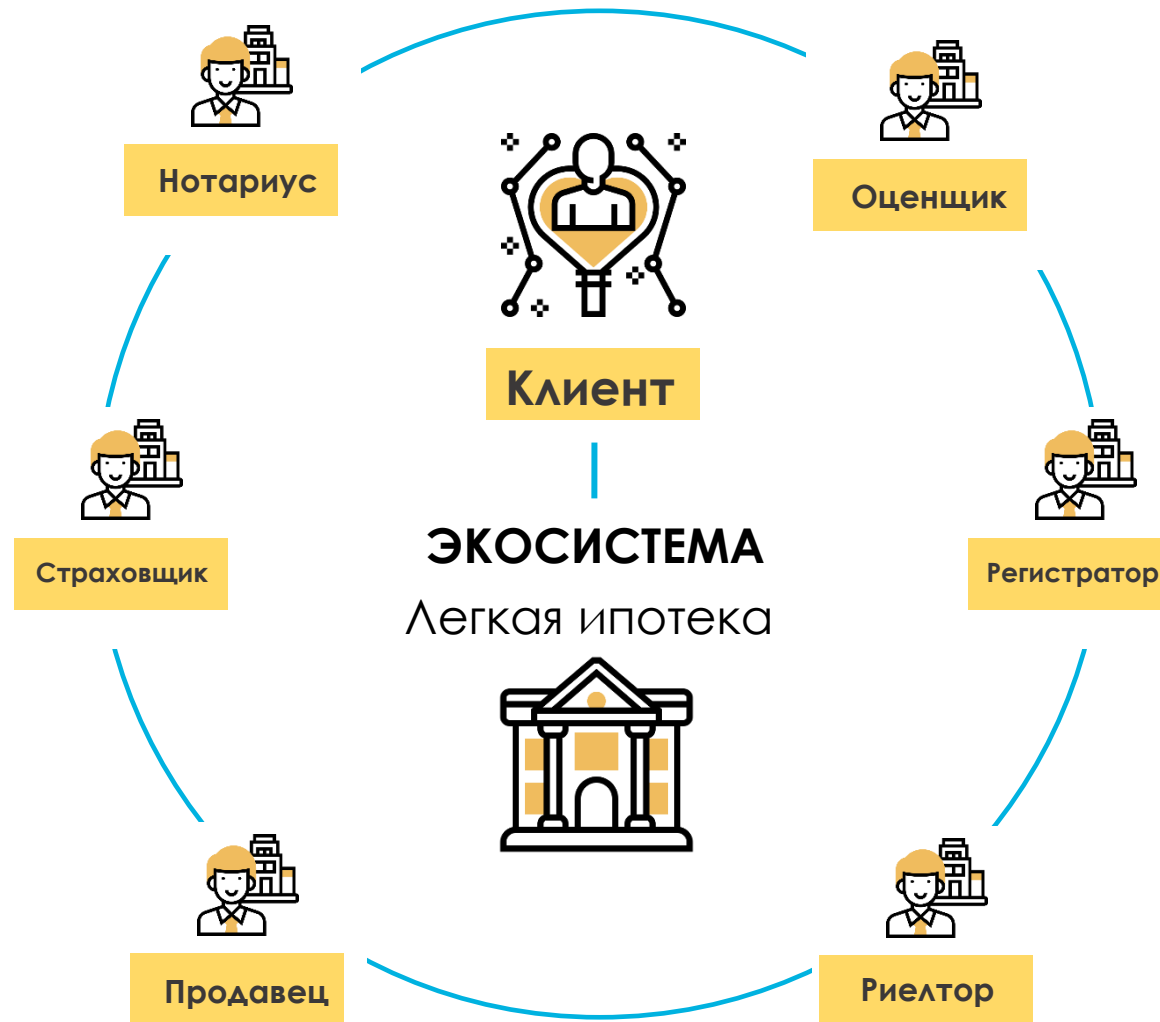 Нотариус
Оценщик
Клиент
ЭКОСИСТЕМА
Легкая ипотека
Страховщик
Регистратор
Продавец
Риелтор